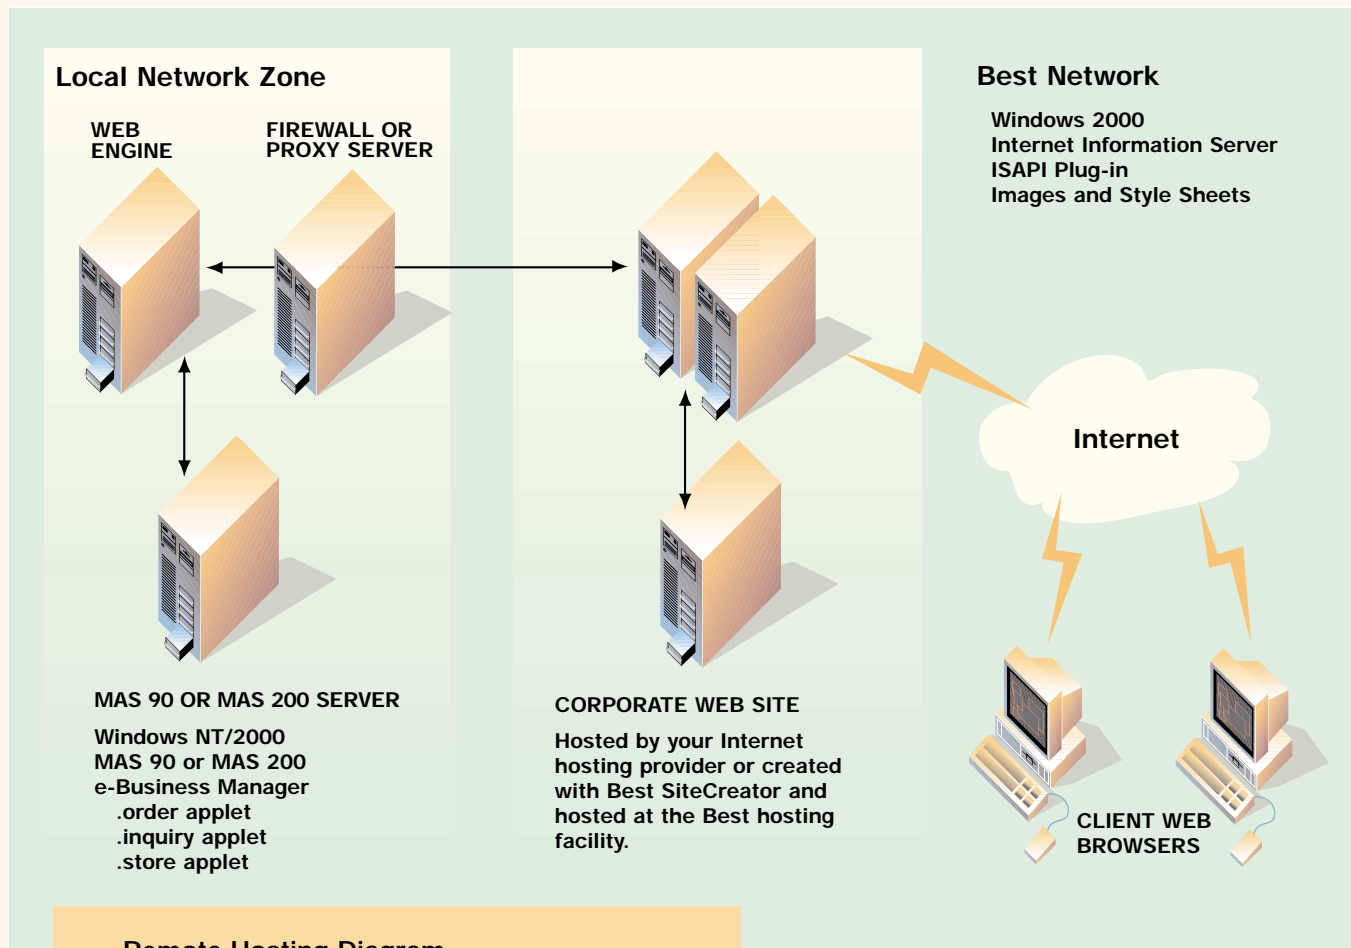 Local Network Zone
WEB
ENGINE
FIREWALL OR
PROXY SERVER
MAS 90 OR MAS 200 SERVER
Windows NT/2000
MAS 90 or MAS 200
e-Business Manager
.order applet
.inquiry applet
.store applet
CORPORATE WEB SITE
Hosted by your Internet
hosting provider or created
with Best SiteCreator and
hosted at the Best hosting
facility.
Best Network
Windows 2000
Internet Information Server
ISAPI Plug-in
Images and Style Sheets
Internet
CLIENT WEB
BROWSERS
Remote Hosting Diagram